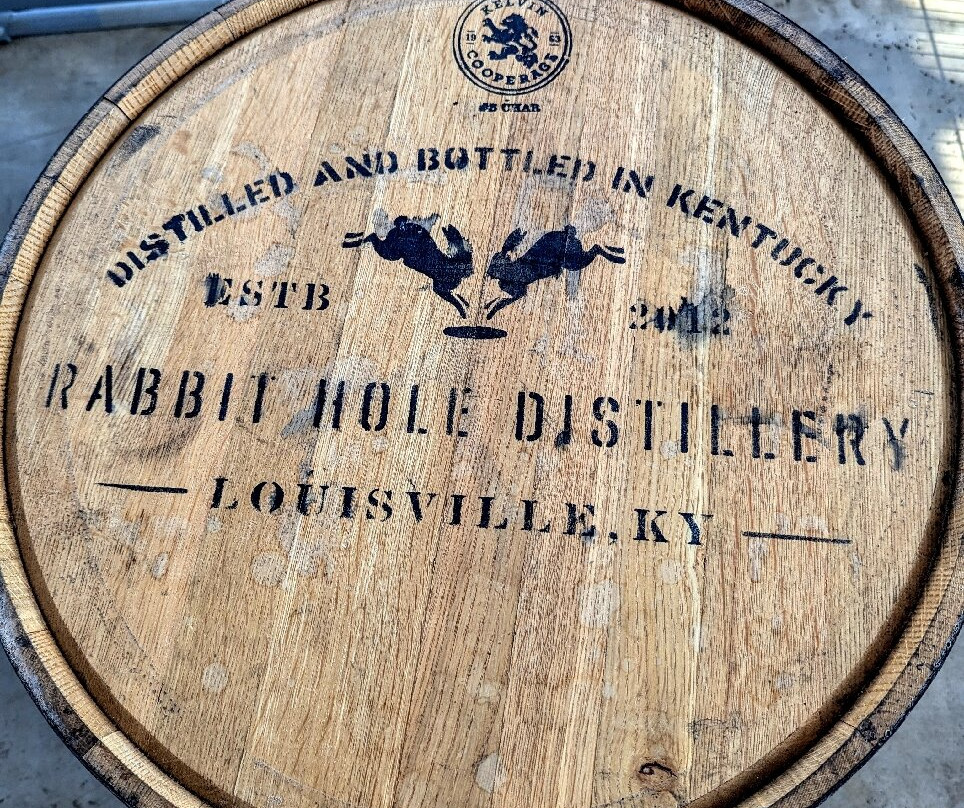 KELVIN
19 63
COOPERAGE
#3 CHAR
DISTILLED AND BOTTLED IN KENTUCKY
ESTB 2012
RABBIT HOLE DISTILLERY
LOUISVILLE, KY